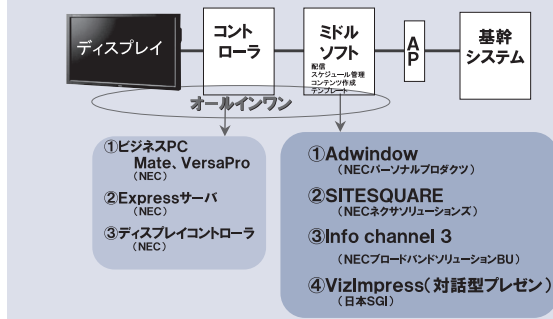 ディスプレイ
コント
ローラ
ミドル
ソフト
配信
スケジュール管理
コンテンツ作成
テンプレート
AP
基幹
システム
オールインワン
①ビジネスPC
Mate、VersaPro
(NEC)
②Expressサーバ
(NEC)
③ディスプレイコントローラ
(NEC)
①Adwindow
(NECパーソナルプロダクツ)
②SITESQUARE
(NECネクサソリューションズ)
③Info channel 3
(NECブロードバンドソリューションBU)
④VizImpress(対話型プレゼン)
(日本SGI)